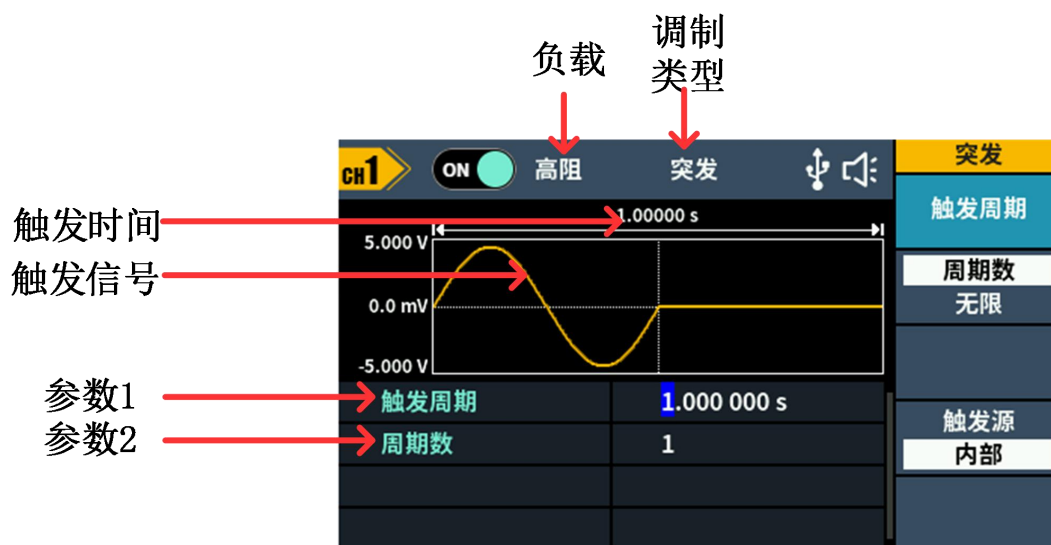 负载
调制
类型
CH1
ON
高阻
突发
突发
触发时间
1.00000 s
触发周期
5.000 V
触发信号
周期数
无限
0.0 mV
-5.000 V
参数1
触发周期
1.000 000 s
触发源
参数2
周期数
1
内部